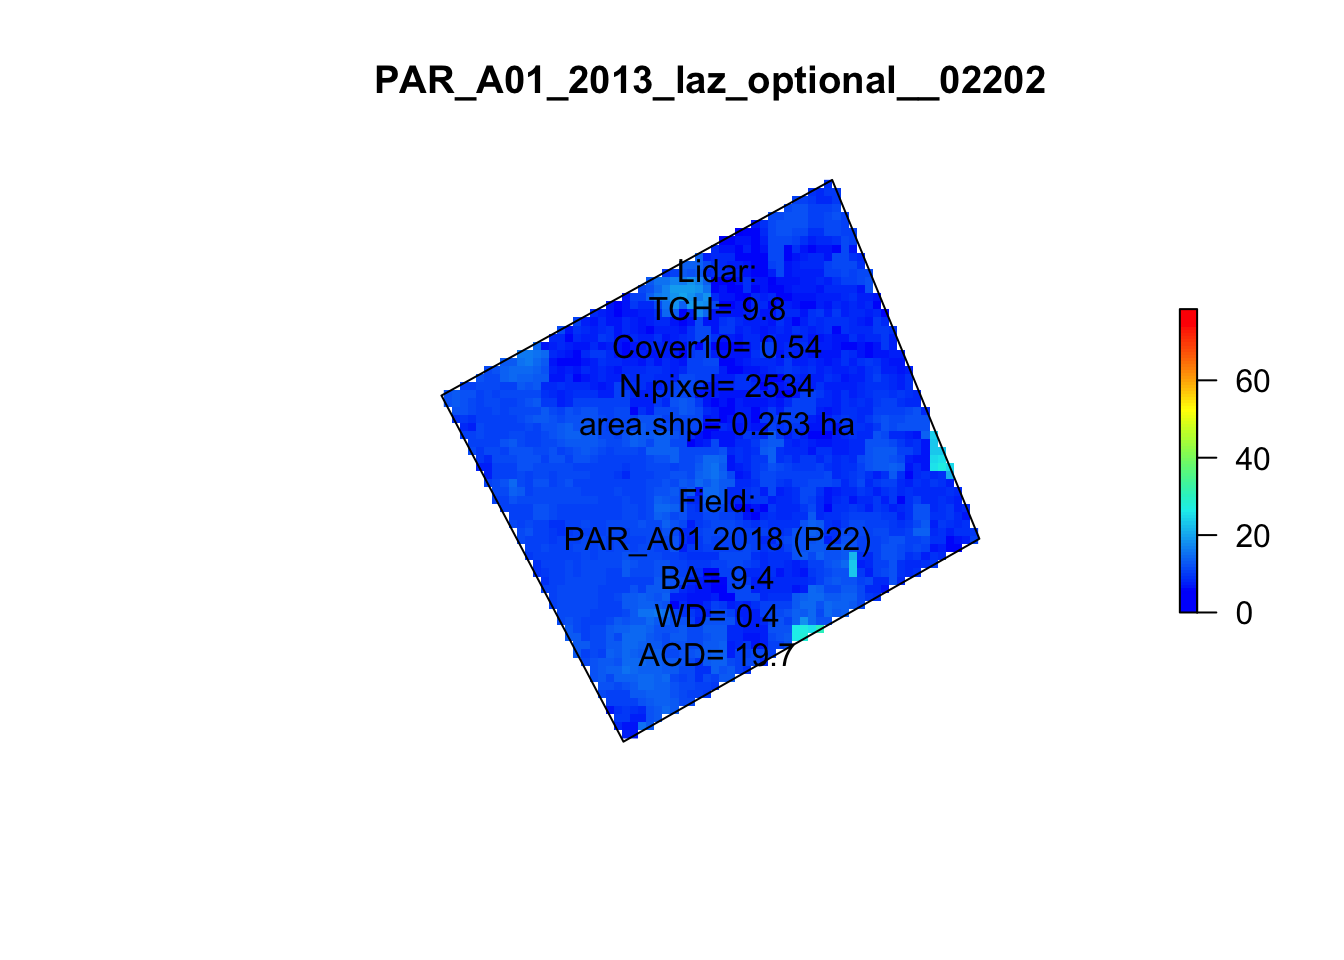 PAR_A01_2013_laz_optional__02202
Lidar:
TCH= 9.8
Cover10= 0.54
N.pixel= 2534
area.shp= 0.253 ha
Field:
PAR_A01 2018 (P22)
BA= 9.4
WD= 0.4
ACD= 19.7
60
40
20
0